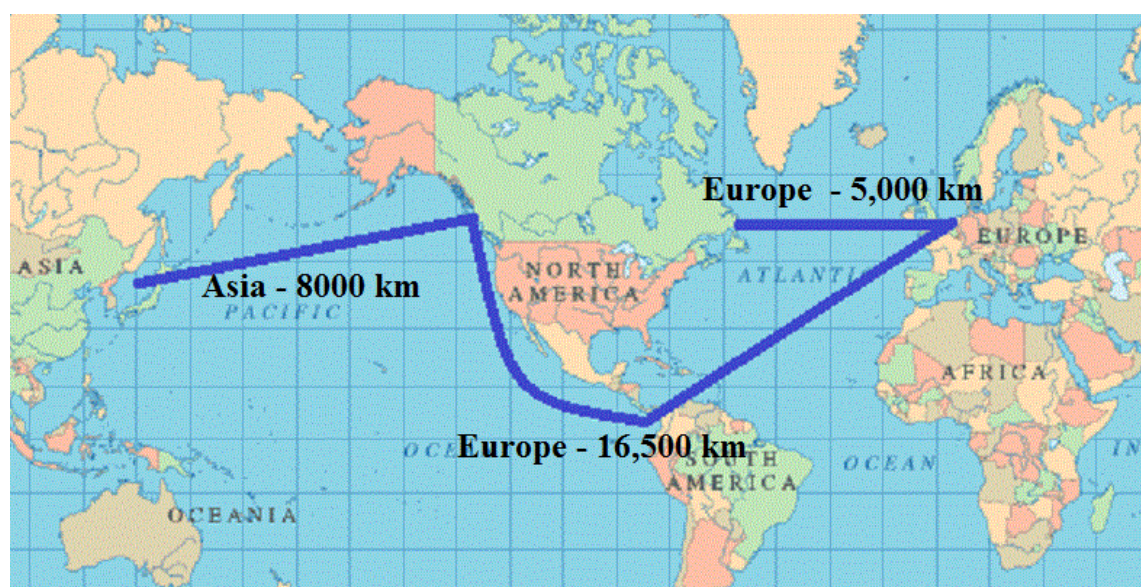 Europe - 5,000 km
EUROPE
ASIA
NORTH
AMERICA
ATLANTIC
Asia - 8000 km
PACIFIC
AFRICA
Europe - 16,500 km
SOUTH
AMERICA
OCEAN
IN
OCEANIA